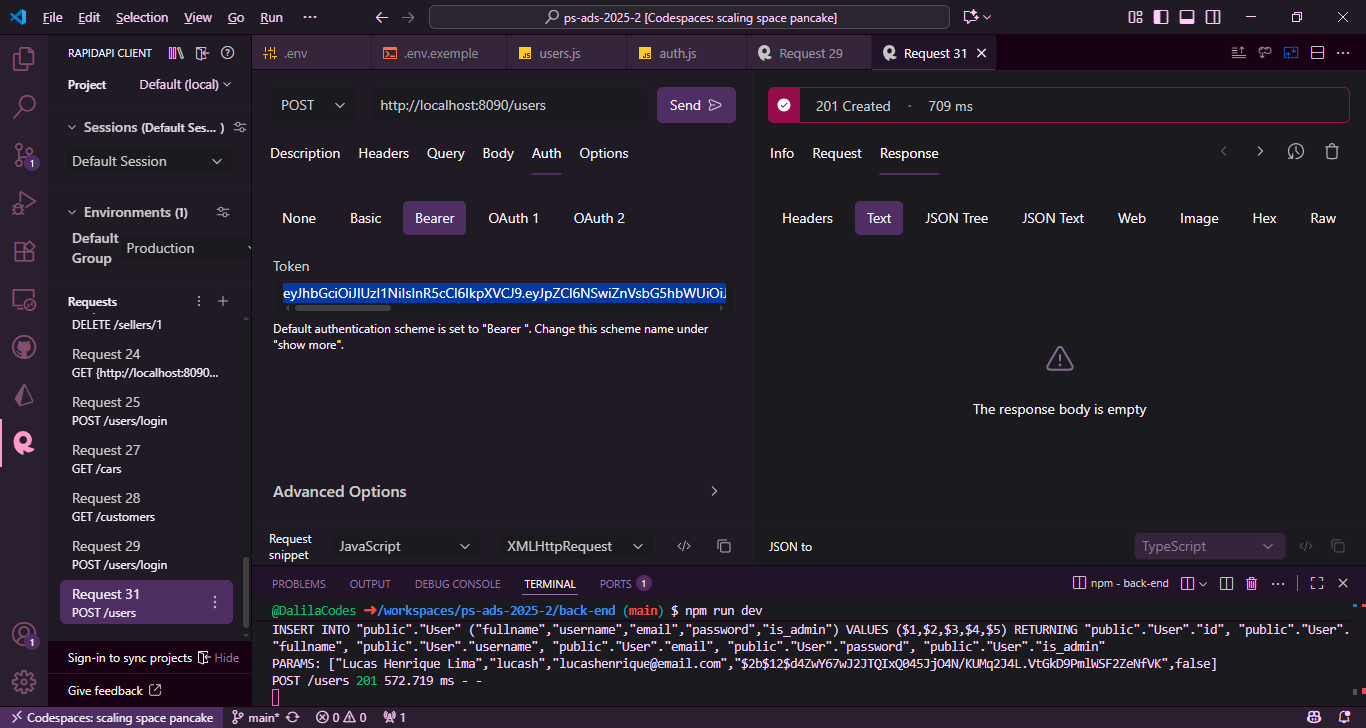 File Edit Selection View Go Run ··· ps-ads-2025-2 [Codespaces: scaling space pancake]
RAPIDAPI CLIENT
Project Default (local)
Sessions (Default Ses... )
Default Session
Environments (1)
Default Group Production
Requests
DELETE /sellers/1
Request 24
GET {http://localhost:8090...
Request 25
POST /users/login
Request 27
GET /cars
Request 28
GET /customers
Request 29
POST /users/login
Request 31
POST /users
Sign-in to sync projects Hide
Give feedback
.env .env.exemple users.js auth.js Request 29 Request 31
POST http://localhost:8090/users Send
Description Headers Query Body Auth Options
None Basic Bearer OAuth 1 OAuth 2
Token
Default authentication scheme is set to "Bearer ". Change this scheme name under
"show more".
Advanced Options
Request
snippet JavaScript XMLHttpRequest
201 Created · 709 ms
Info Request Response
Headers Text JSON Tree JSON Text Web Image Hex Raw
The response body is empty
JSON to TypeScript
PROBLEMS OUTPUT DEBUG CONSOLE TERMINAL PORTS 1 npm - back-end
@DalilaCodes ➜/workspaces/ps-ads-2025-2/back-end (main) $ npm run dev
INSERT INTO "public"."User" ("fullname","username","email","password","is_admin") VALUES ($1,$2,$3,$4,$5) RETURNING "public"."User"."id", "public"."User".
"fullname", "public"."User"."username", "public"."User"."email", "public"."User"."password", "public"."User"."is_admin"
PARAMS: ["Lucas Henrique Lima","lucash","lucashenrique@email.com",false]
POST /users 201 572.719 ms - -
Codespaces: scaling space pancake main* 0 0 1